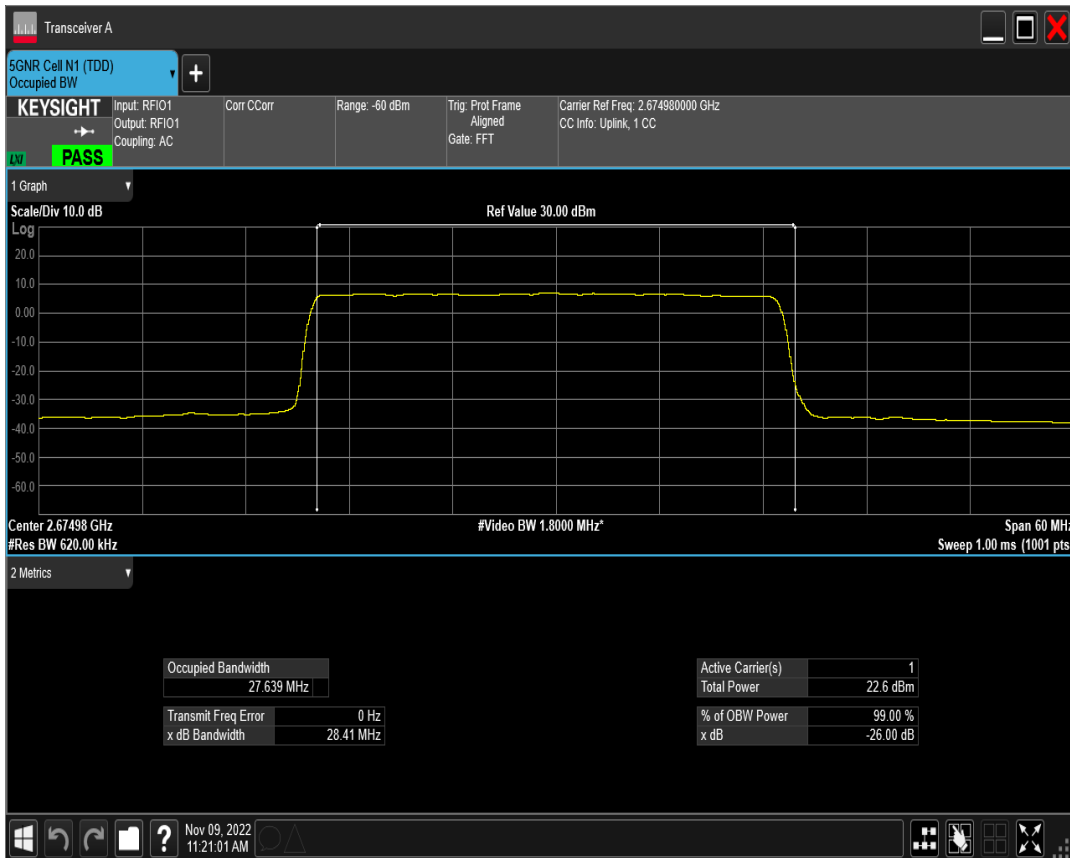 Transceiver A
5GNR Cell N1 (TDD)
Occupied BW
+
KEYSIGHT
LXI
PASS
Input: RFIO1
Output: RFIO1
Coupling: AC
Corr CCorr
Range: -60 dBm
Trig: Prot Frame
Aligned
Gate: FFT
Carrier Ref Freq: 2.674980000 GHz
CC Info: Uplink, 1 CC
1 Graph
Scale/Div 10.0 dB
Ref Value 30.00 dBm
Log
20.0
10.0
0.00
-10.0
-20.0
-30.0
-40.0
-50.0
-60.0
Center 2.67498 GHz
#Video BW 1.8000 MHz*
Span 60 MHz
#Res BW 620.00 kHz
Sweep 1.00 ms (1001 pts
2 Metrics
Occupied Bandwidth
27.639 MHz
Transmit Freq Error 0 Hz
x dB Bandwidth 28.41 MHz
Active Carrier(s) 1
Total Power 22.6 dBm
% of OBW Power 99.00 %
x dB -26.00 dB
?
Nov 09, 2022
11:21:01 AM